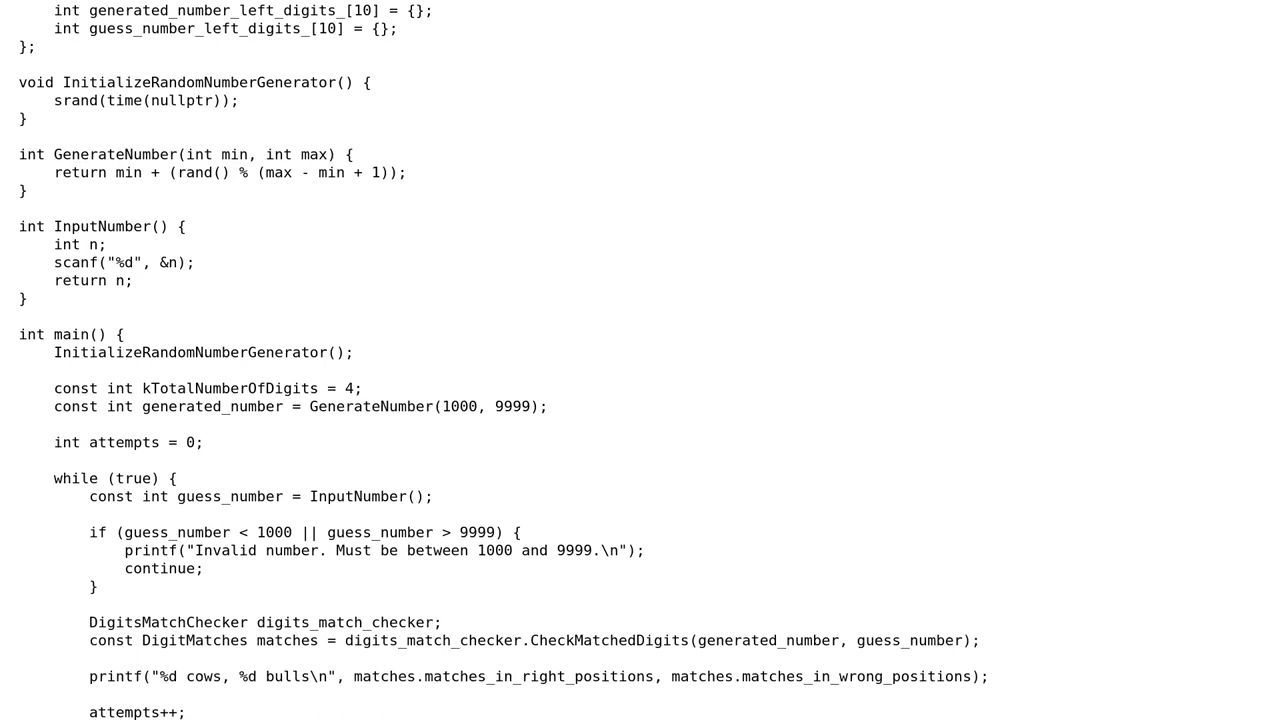 int generated_number_left_digits_[10] = {};
    int guess_number_left_digits_[10] = {};
};

void InitializeRandomNumberGenerator() {
    srand(time(nullptr));
}

int GenerateNumber(int min, int max) {
    return min + (rand() % (max - min + 1));
}

int InputNumber() {
    int n;
    scanf("%d", &n);
    return n;
}

int main() {
    InitializeRandomNumberGenerator();

    const int kTotalNumberOfDigits = 4;
    const int generated_number = GenerateNumber(1000, 9999);

    int attempts = 0;

    while (true) {
        const int guess_number = InputNumber();

        if (guess_number < 1000 || guess_number > 9999) {
            printf("Invalid number. Must be between 1000 and 9999.\n");
            continue;
        }

        DigitsMatchChecker digits_match_checker;
        const DigitMatches matches = digits_match_checker.CheckMatchedDigits(generated_number, guess_number);

        printf("%d cows, %d bulls\n", matches.matches_in_right_positions, matches.matches_in_wrong_positions);

        attempts++;